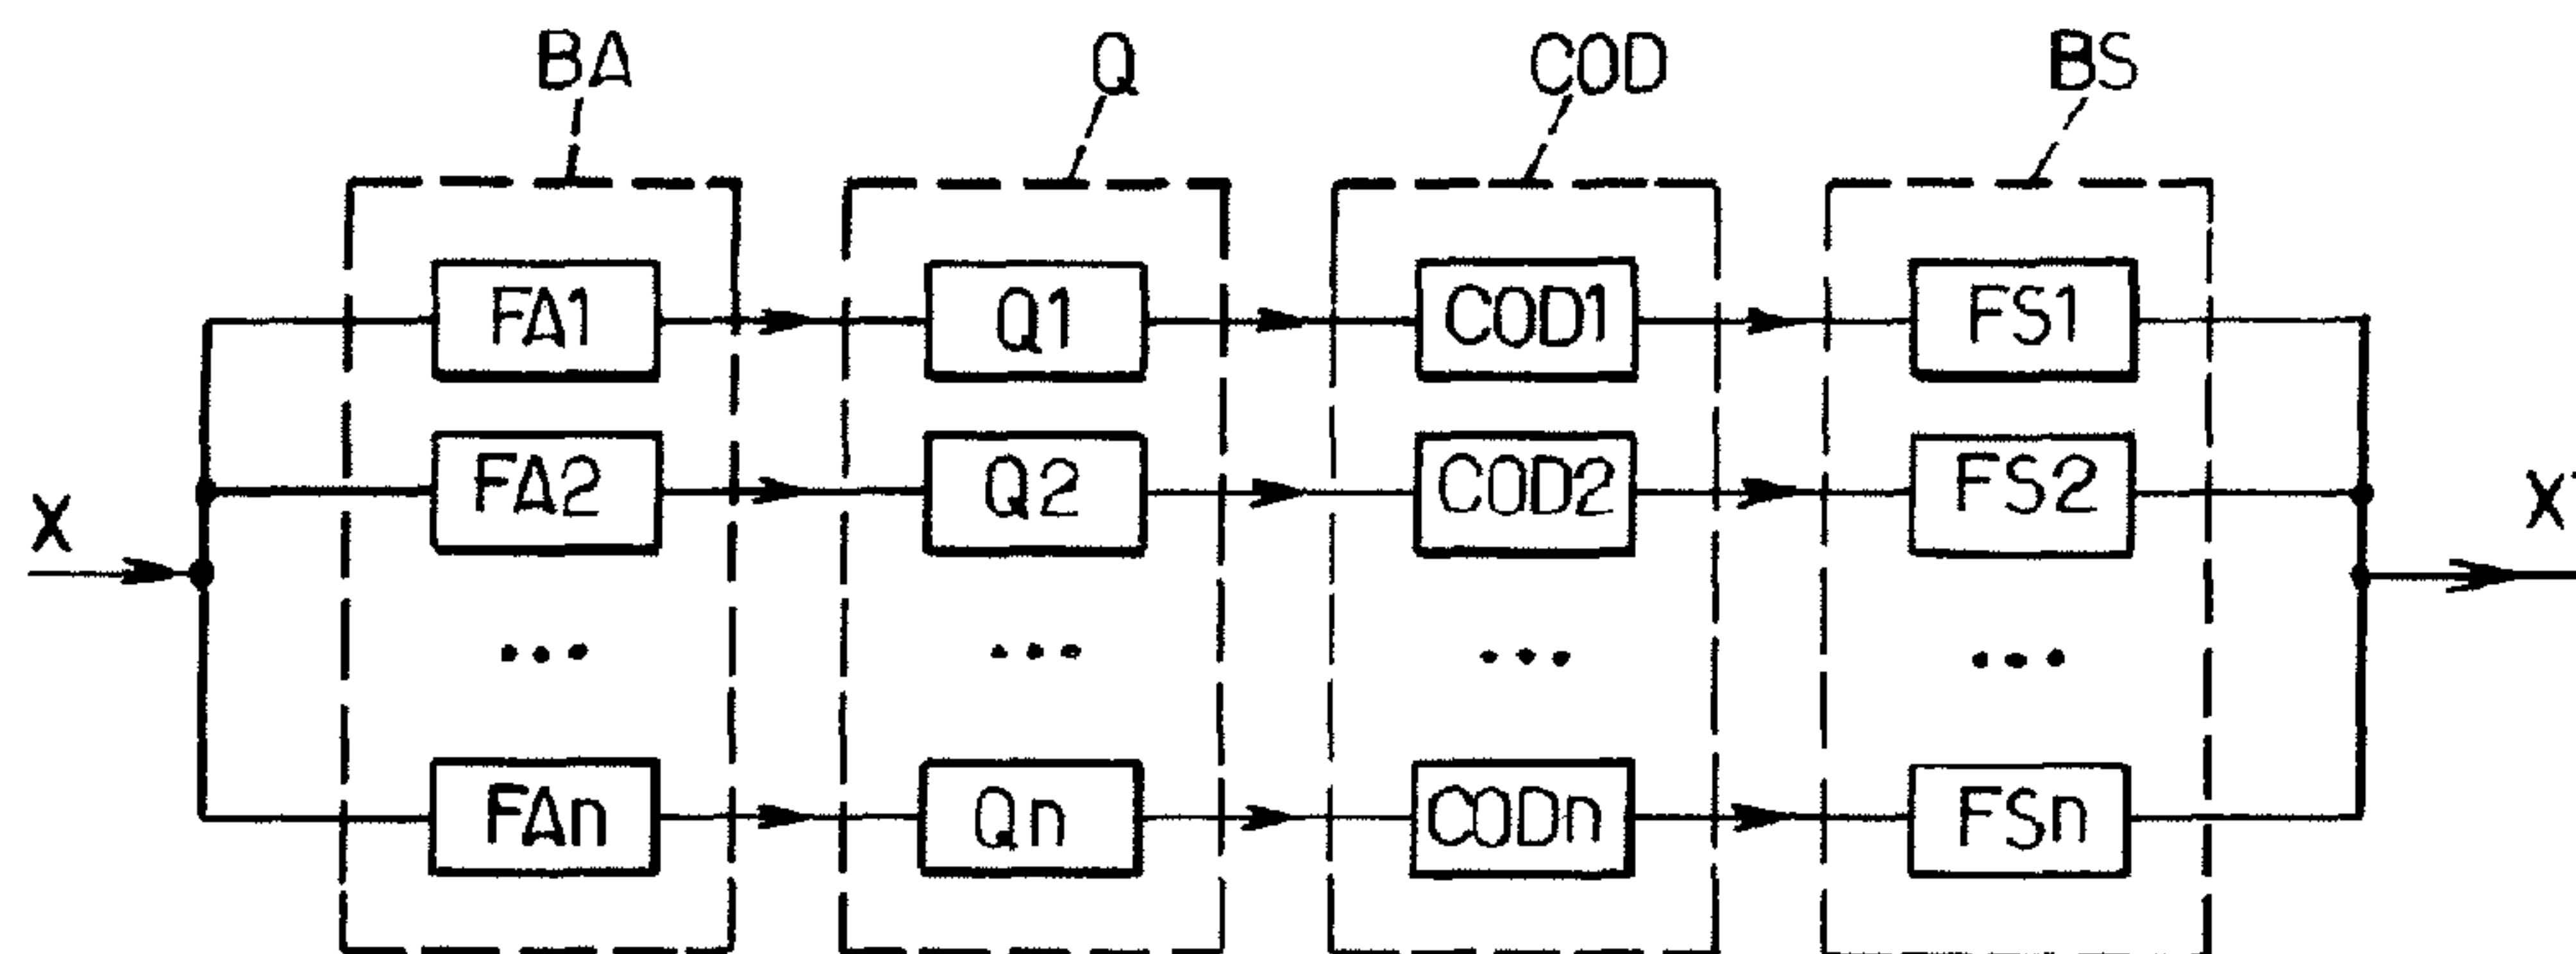 BA Q COD BS
FA1 Q1 COD1 FS1
FA2 Q2 COD2 FS2
X X'
... ... ... ...
FAn Qn CODn FSn